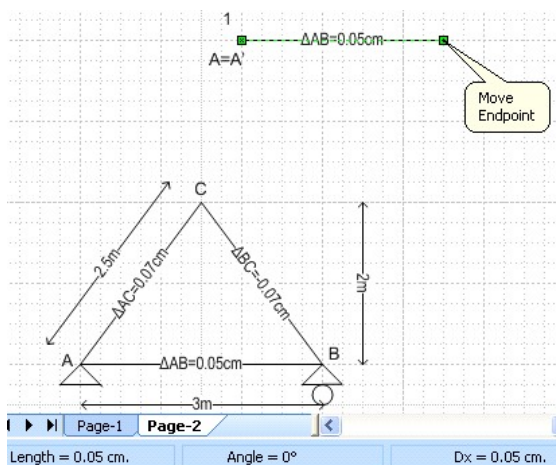 1
ΔAB=0.05cm
A=A'
Move
Endpoint
C
2.5m
ΔAC=0.07cm
ΔBC=-0.07cm
2m
A
ΔAB=0.05cm
B
3m
Page-1
Page-2
Length = 0.05 cm.
Angle = 0°
Dx = 0.05 cm.